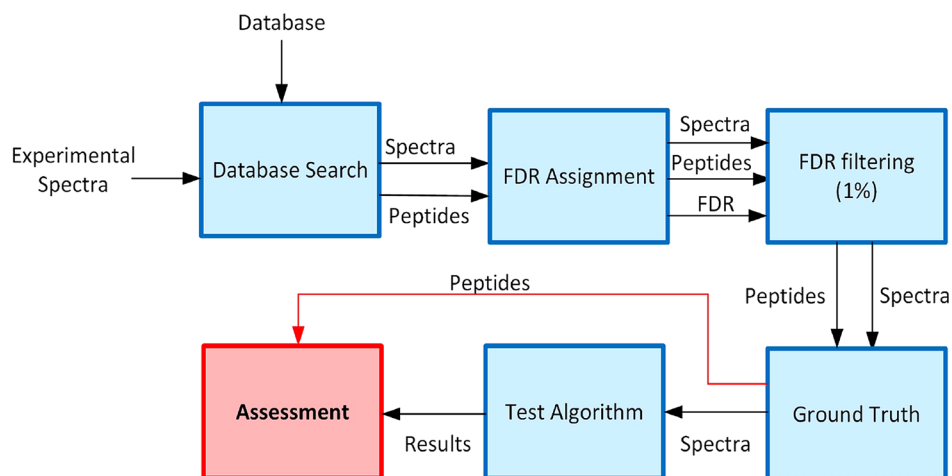 Database
Experimental
Spectra
Database Search
Spectra
Peptides
FDR Assignment
Spectra
Peptides
FDR
FDR filtering
(1%)
Peptides
Peptides
Spectra
Assessment
Results
Test Algorithm
Spectra
Ground Truth